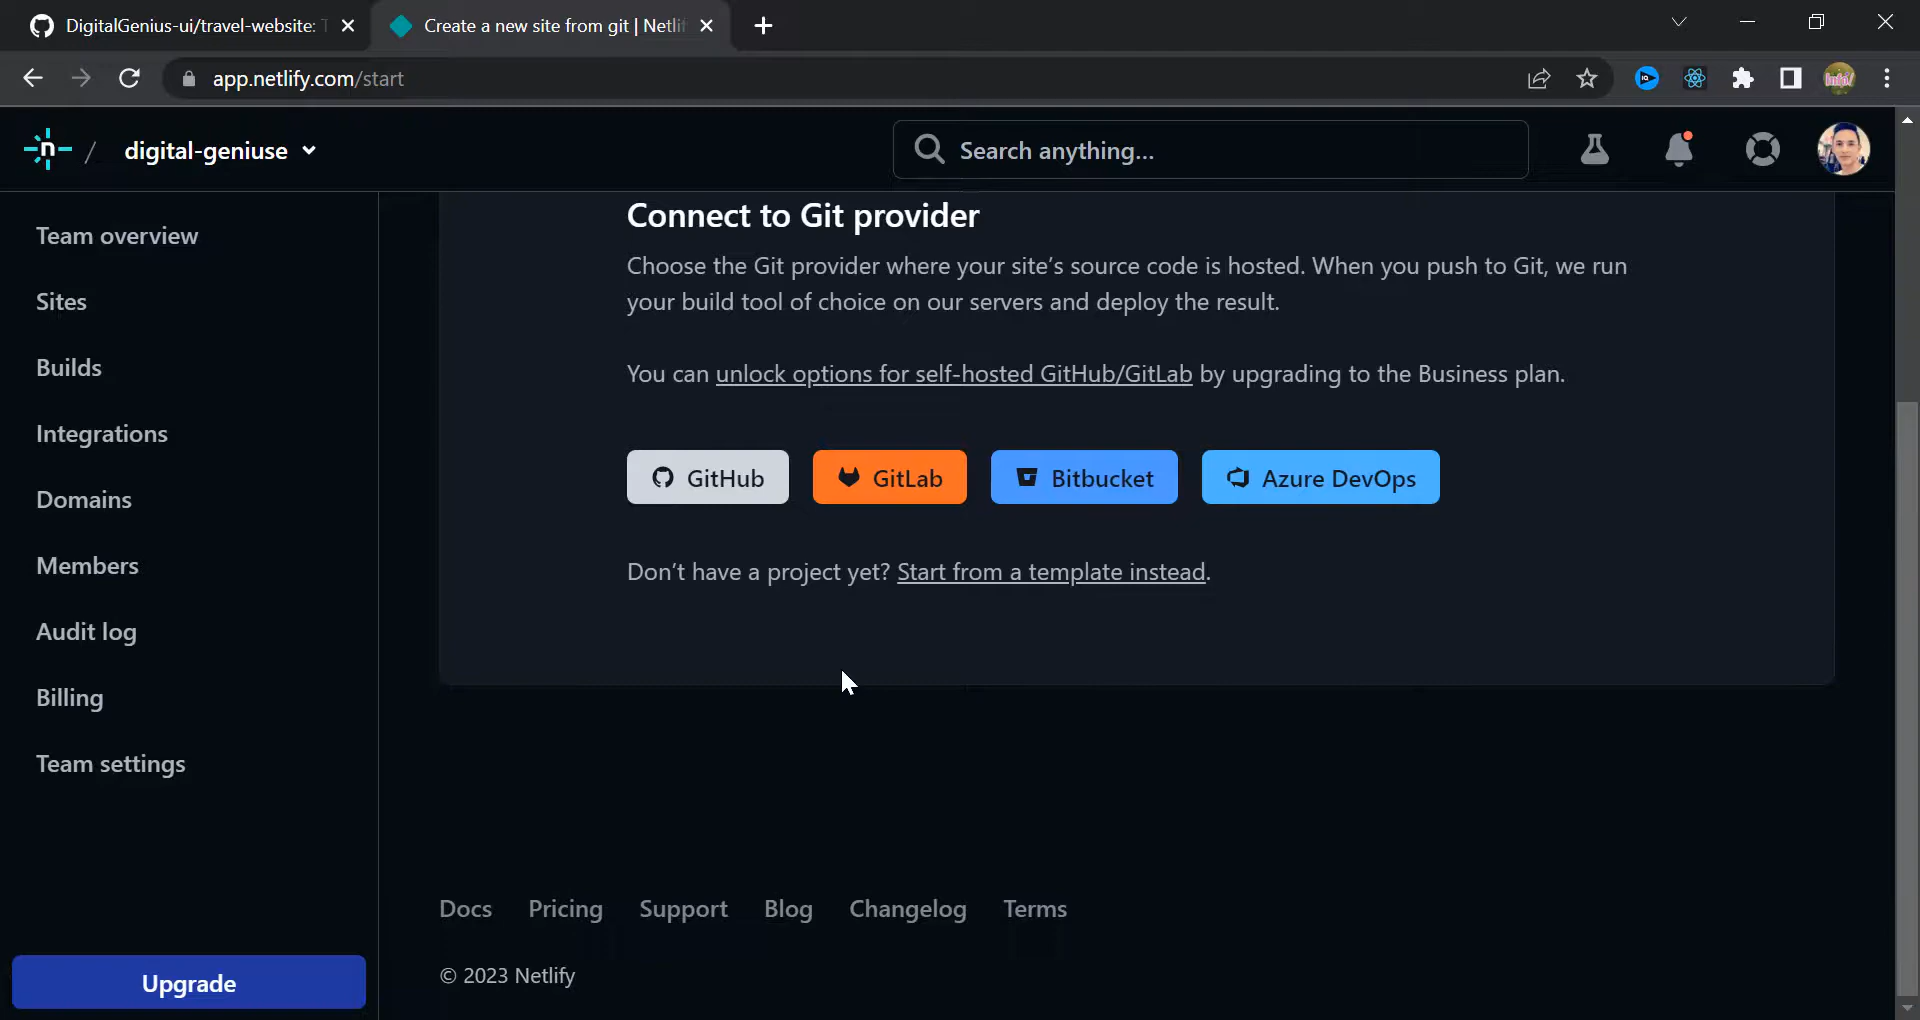 DigitalGenius-ui/travel-website:
Create a new site from git | Netli
app.netlify.com/start
n / digital-geniuse
Search anything...
Team overview
Sites
Builds
Integrations
Domains
Members
Audit log
Billing
Team settings
Upgrade
Connect to Git provider
Choose the Git provider where your site's source code is hosted. When you push to Git, we run
your build tool of choice on our servers and deploy the result.
You can unlock options for self-hosted GitHub/GitLab by upgrading to the Business plan.
GitHub GitLab Bitbucket Azure DevOps
Don't have a project yet? Start from a template instead.
Docs Pricing Support Blog Changelog Terms
© 2023 Netlify